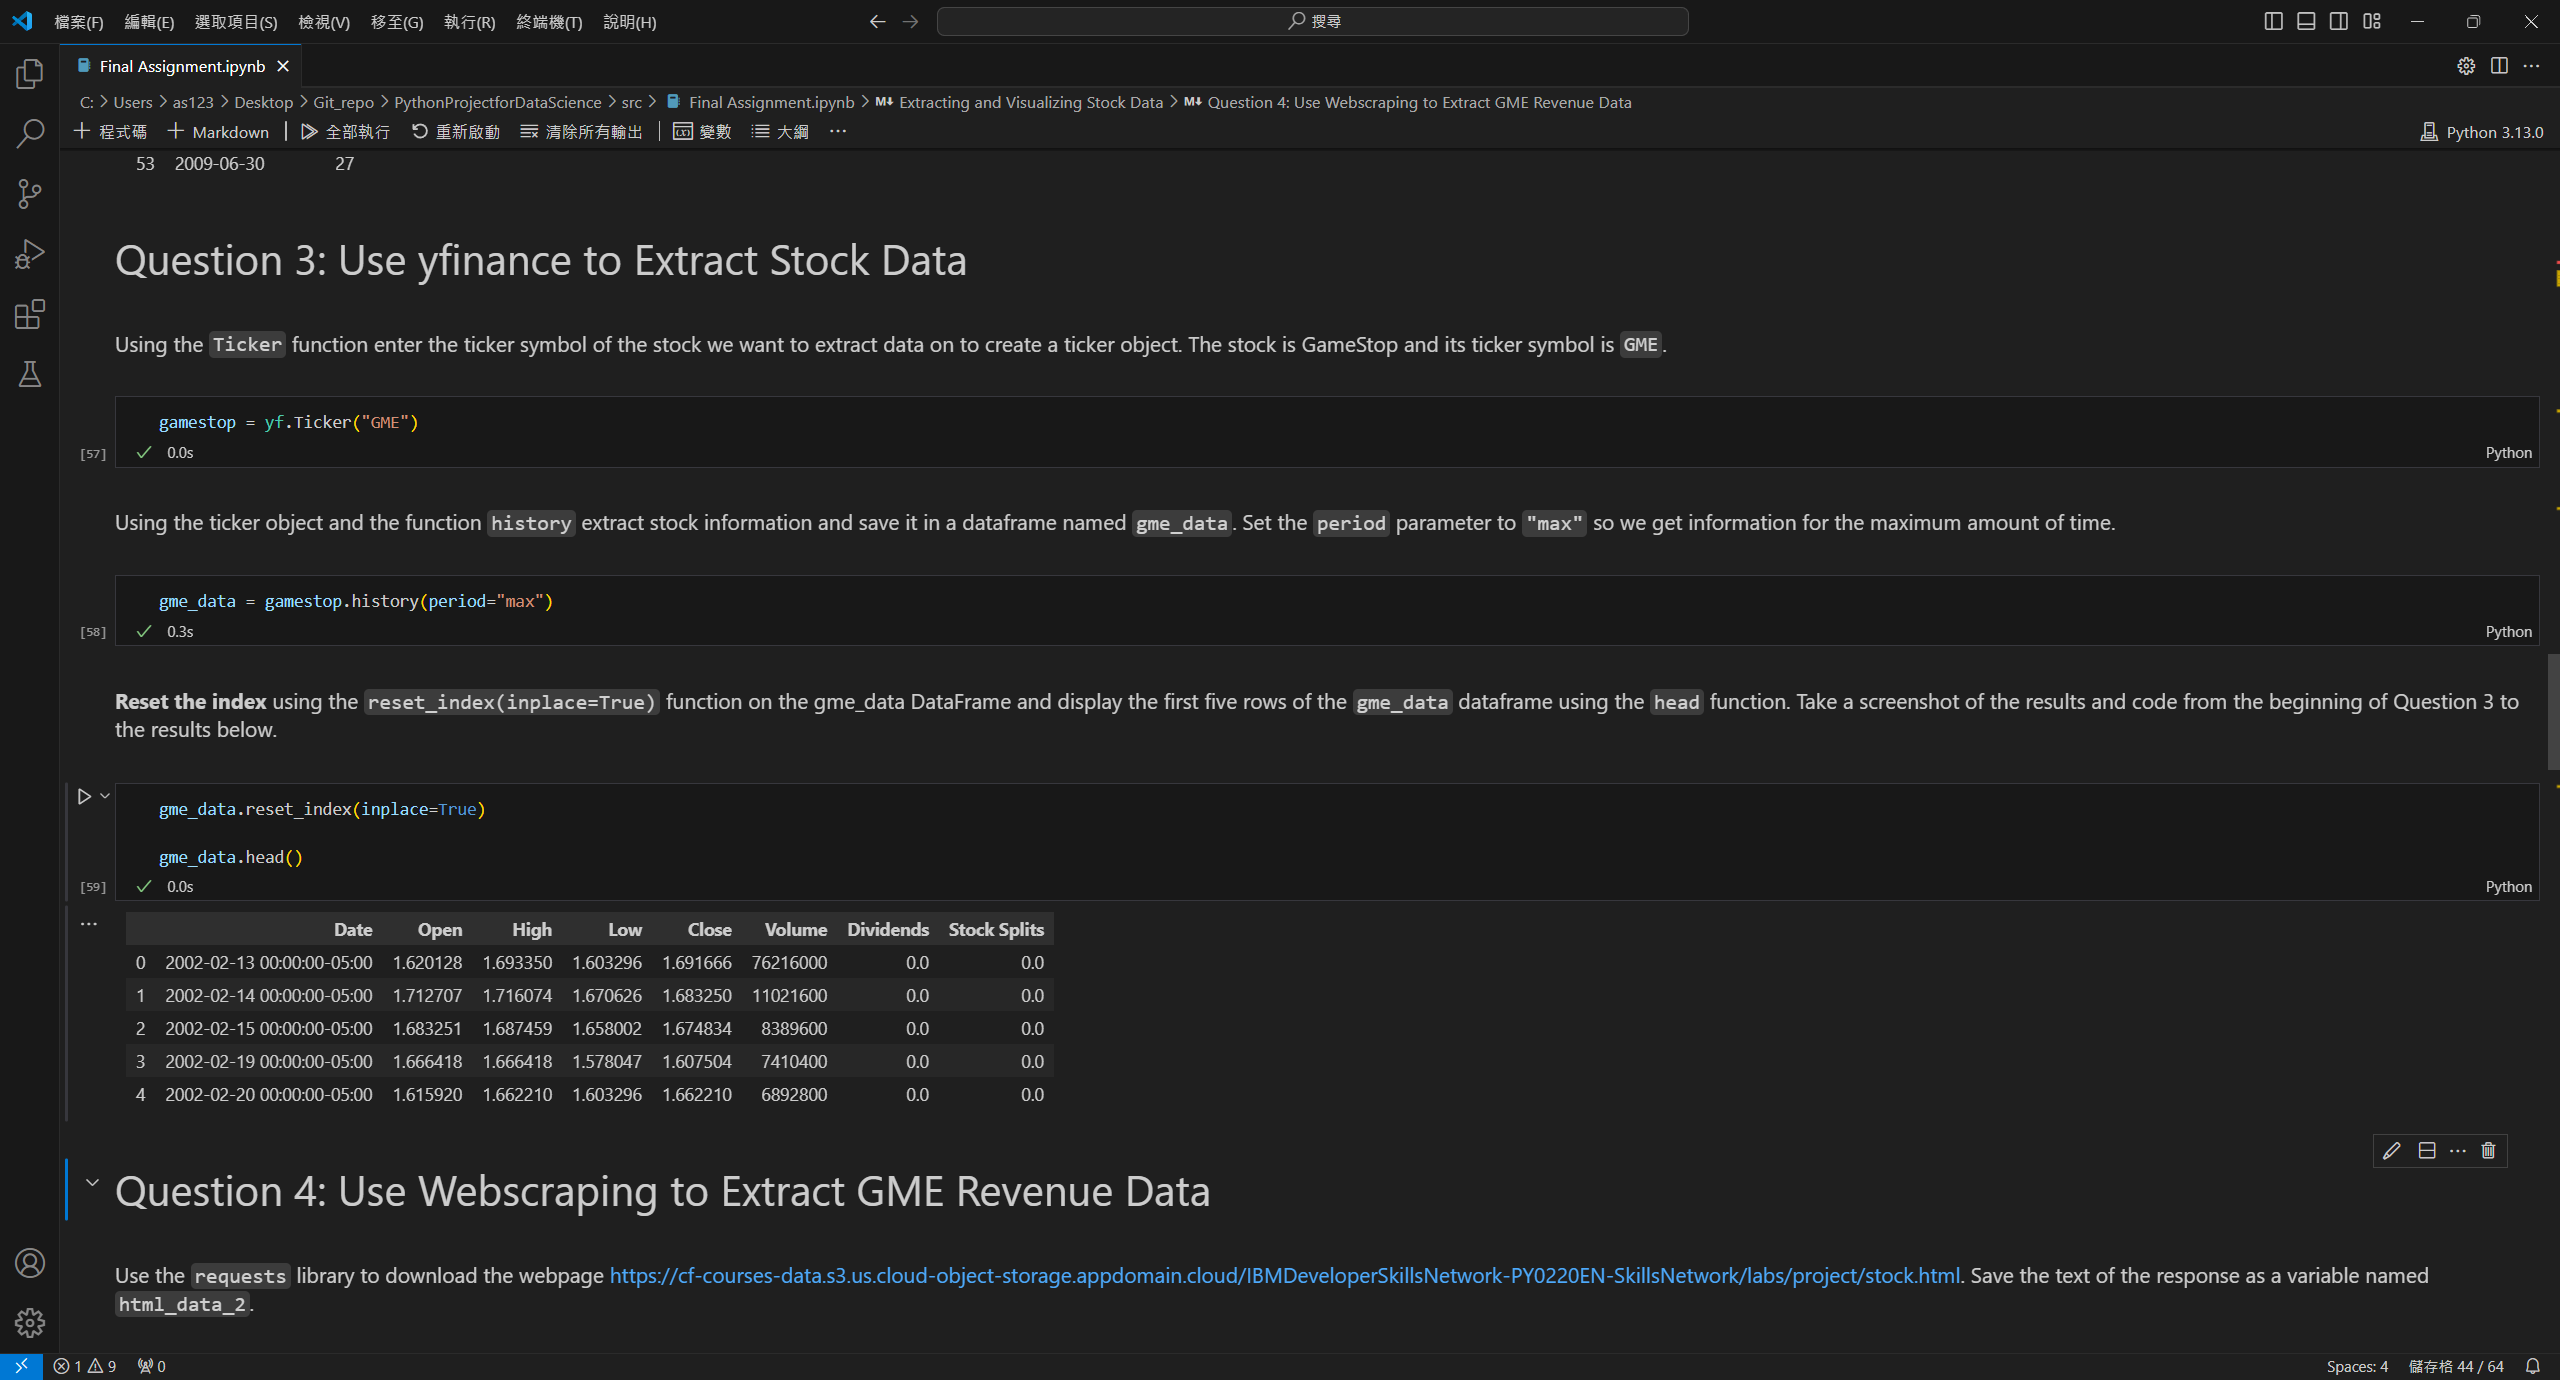 檔案(F) 編輯(E) 選取項目(S) 檢視(V) 移至(G) 執行(R) 終端機(T) 說明(H) 搜尋
Final Assignment.ipynb
C: > Users > as123 > Desktop > Git_repo > PythonProjectforDataScience > src > Final Assignment.ipynb > M↓ Extracting and Visualizing Stock Data > M↓ Question 4: Use Webscraping to Extract GME Revenue Data
+ 程式碼 + Markdown | 全部執行 重新啟動 清除所有輸出 | 變數 大綱 ··· Python 3.13.0
53 2009-06-30 27
Question 3: Use yfinance to Extract Stock Data
Using the Ticker function enter the ticker symbol of the stock we want to extract data on to create a ticker object. The stock is GameStop and its ticker symbol is GME.
gamestop = yf.Ticker("GME")
[57] ✓ 0.0s Python
Using the ticker object and the function history extract stock information and save it in a dataframe named gme_data. Set the period parameter to "max" so we get information for the maximum amount of time.
gme_data = gamestop.history(period="max")
[58] ✓ 0.3s Python
Reset the index using the reset_index(inplace=True) function on the gme_data DataFrame and display the first five rows of the gme_data dataframe using the head function. Take a screenshot of the results and code from the beginning of Question 3 to
the results below.
gme_data.reset_index(inplace=True)
gme_data.head()
[59] ✓ 0.0s Python
Date Open High Low Close Volume Dividends Stock Splits
0 2002-02-13 00:00:00-05:00 1.620128 1.693350 1.603296 1.691666 76216000 0.0 0.0
1 2002-02-14 00:00:00-05:00 1.712707 1.716074 1.670626 1.683250 11021600 0.0 0.0
2 2002-02-15 00:00:00-05:00 1.683251 1.687459 1.658002 1.674834 8389600 0.0 0.0
3 2002-02-19 00:00:00-05:00 1.666418 1.666418 1.578047 1.607504 7410400 0.0 0.0
4 2002-02-20 00:00:00-05:00 1.615920 1.662210 1.603296 1.662210 6892800 0.0 0.0
Question 4: Use Webscraping to Extract GME Revenue Data
Use the requests library to download the webpage https://cf-courses-data.s3.us.cloud-object-storage.appdomain.cloud/IBMDeveloperSkillsNetwork-PY0220EN-SkillsNetwork/labs/project/stock.html. Save the text of the response as a variable named
html_data_2.
1 9 0 Spaces: 4 儲存格 44 / 64